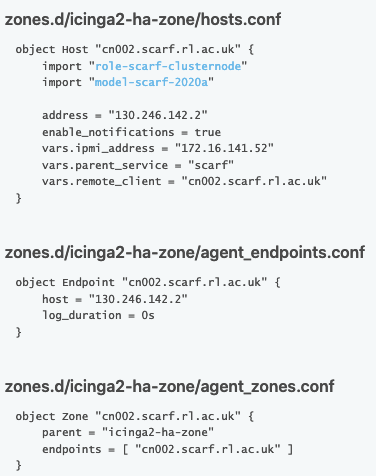 zones.d/icinga2-ha-zone/hosts.conf
object Host "cn002.scarf.rl.ac.uk" {
    import "role-scarf-clusternode"
    import "model-scarf-2020a"

    address = "130.246.142.2"
    enable_notifications = true
    vars.ipmi_address = "172.16.141.52"
    vars.parent_service = "scarf"
    vars.remote_client = "cn002.scarf.rl.ac.uk"
}
zones.d/icinga2-ha-zone/agent_endpoints.conf
object Endpoint "cn002.scarf.rl.ac.uk" {
    host = "130.246.142.2"
    log_duration = 0s
}
zones.d/icinga2-ha-zone/agent_zones.conf
object Zone "cn002.scarf.rl.ac.uk" {
    parent = "icinga2-ha-zone"
    endpoints = [ "cn002.scarf.rl.ac.uk" ]
}